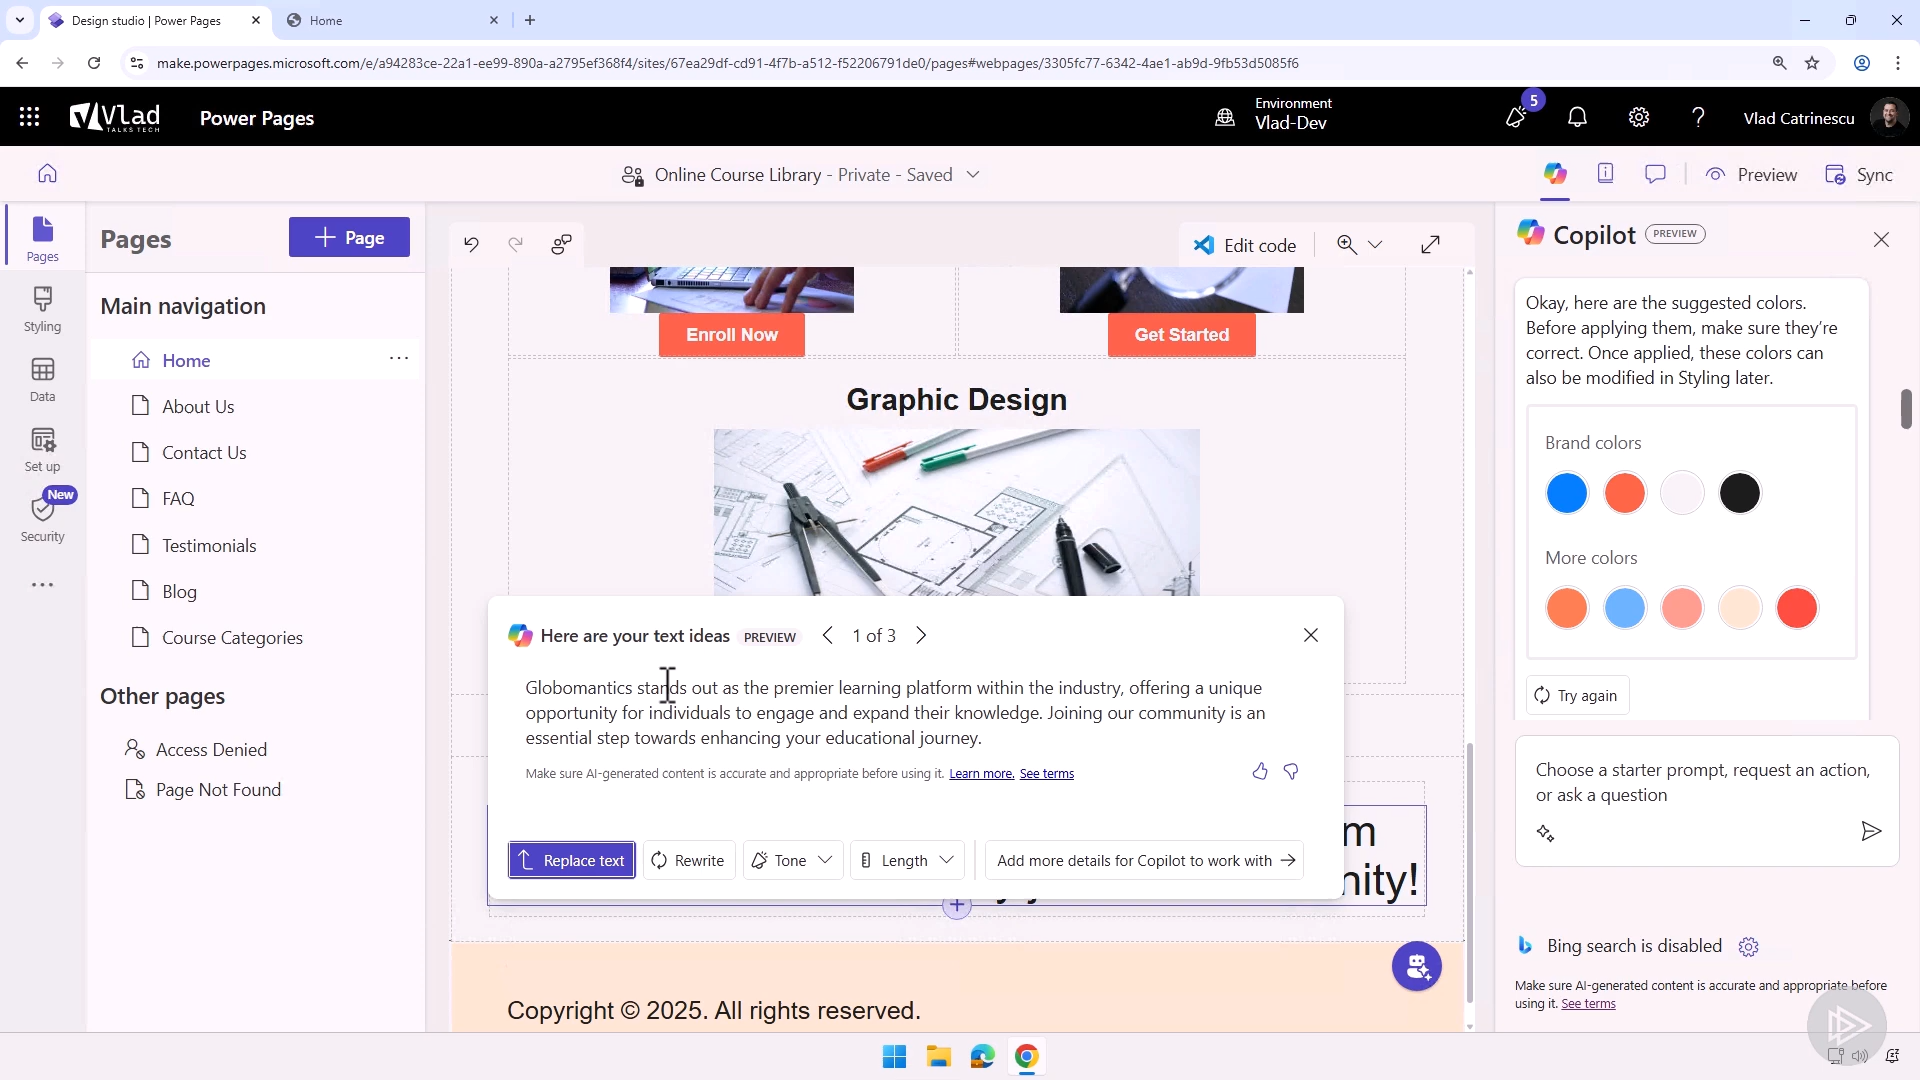 Design studio | Power Pages
Home
make.powerpages.microsoft.com/e/a94283ce-22a1-ee99-890a-a2795ef368f4/sites/67ea29df-cd91-4f7b-a512-f52206791de0/pages#webpages/3305fc77-6342-4ae1-ab9d-9fb53d5085f6
Vlad
TALKS TECH
Power Pages
Environment
Vlad-Dev
5
Vlad Catrinescu
Online Course Library - Private - Saved
Preview
Sync
Pages
Styling
Data
Set up
New
Security
Pages
Page
Main navigation
Home
About Us
Contact Us
FAQ
Testimonials
Blog
Course Categories
Other pages
Access Denied
Page Not Found
Edit code
Enroll Now
Get Started
Graphic Design
Here are your text ideas PREVIEW 1 of 3
Globomantics stands out as the premier learning platform within the industry, offering a unique
opportunity for individuals to engage and expand their knowledge. Joining our community is an
essential step towards enhancing your educational journey.
Make sure AI-generated content is accurate and appropriate before using it. Learn more. See terms
Replace text
Rewrite
Tone
Length
Add more details for Copilot to work with
Copyright © 2025. All rights reserved.
Copilot PREVIEW
Okay, here are the suggested colors.
Before applying them, make sure they're
correct. Once applied, these colors can
also be modified in Styling later.
Brand colors
More colors
Try again
Choose a starter prompt, request an action,
or ask a question
Bing search is disabled
Make sure AI-generated content is accurate and appropriate before
using it. See terms